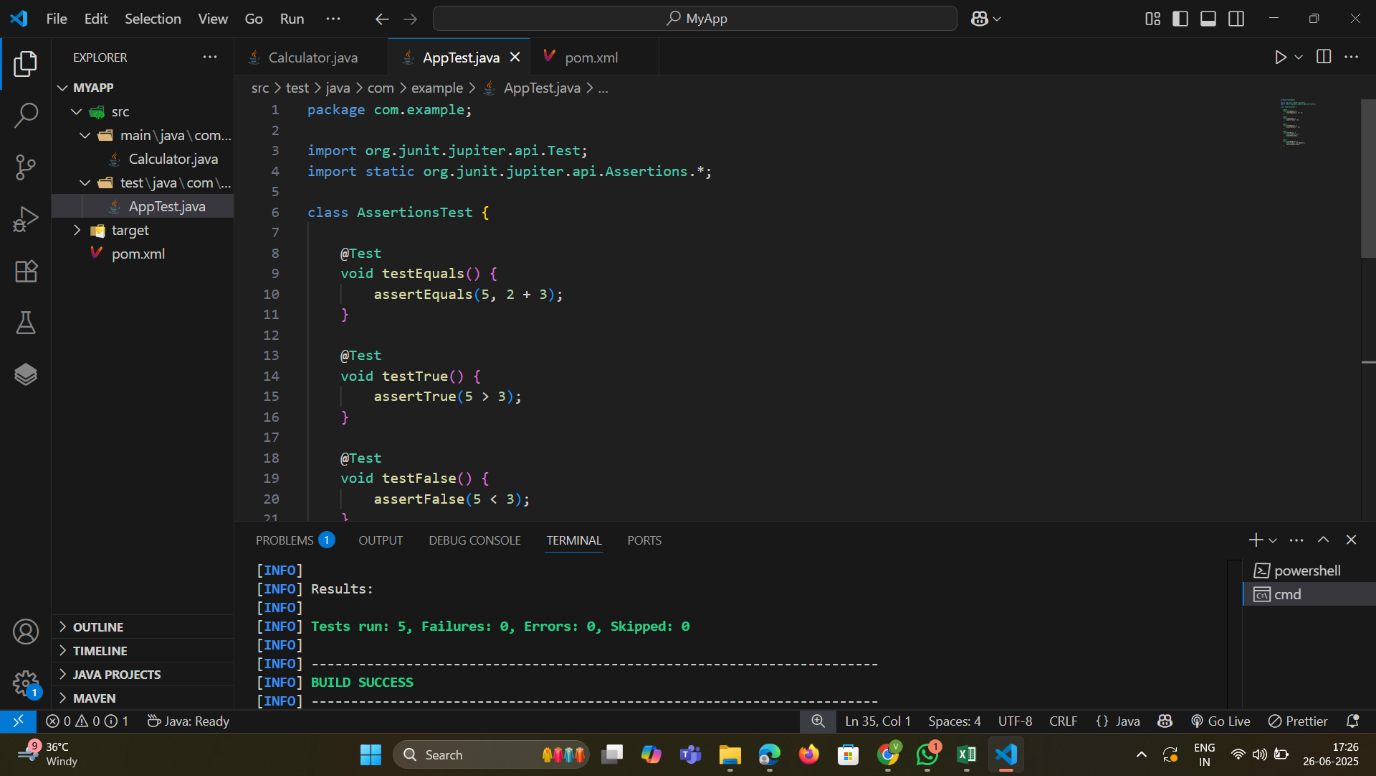 File Edit Selection View Go Run ··· MyApp
EXPLORER ···
Calculator.java AppTest.java pom.xml
MYAPP
src
main\java\com...
Calculator.java
test\java\com\...
AppTest.java
target
pom.xml
OUTLINE
TIMELINE
JAVA PROJECTS
MAVEN
1
src > test > java > com > example > AppTest.java > ...
1 package com.example;
2
3 import org.junit.jupiter.api.Test;
4 import static org.junit.jupiter.api.Assertions.*;
5
6 class AssertionsTest {
7
8 @Test
9 void testEquals() {
10 assertEquals(5, 2 + 3);
11 }
12
13 @Test
14 void testTrue() {
15 assertTrue(5 > 3);
16 }
17
18 @Test
19 void testFalse() {
20 assertFalse(5 < 3);
21 }
PROBLEMS 1 OUTPUT DEBUG CONSOLE TERMINAL PORTS
[INFO]
[INFO] Results:
[INFO]
[INFO] Tests run: 5, Failures: 0, Errors: 0, Skipped: 0
[INFO]
[INFO] ------------------------------------------------------------------------
[INFO] BUILD SUCCESS
[INFO] ------------------------------------------------------------------------
powershell
cmd
0 0 1 Java: Ready Ln 35, Col 1 Spaces: 4 UTF-8 CRLF {} Java Go Live Prettier
9 36°C
Windy
Search
V
1
ENG
IN
17:26
26-06-2025